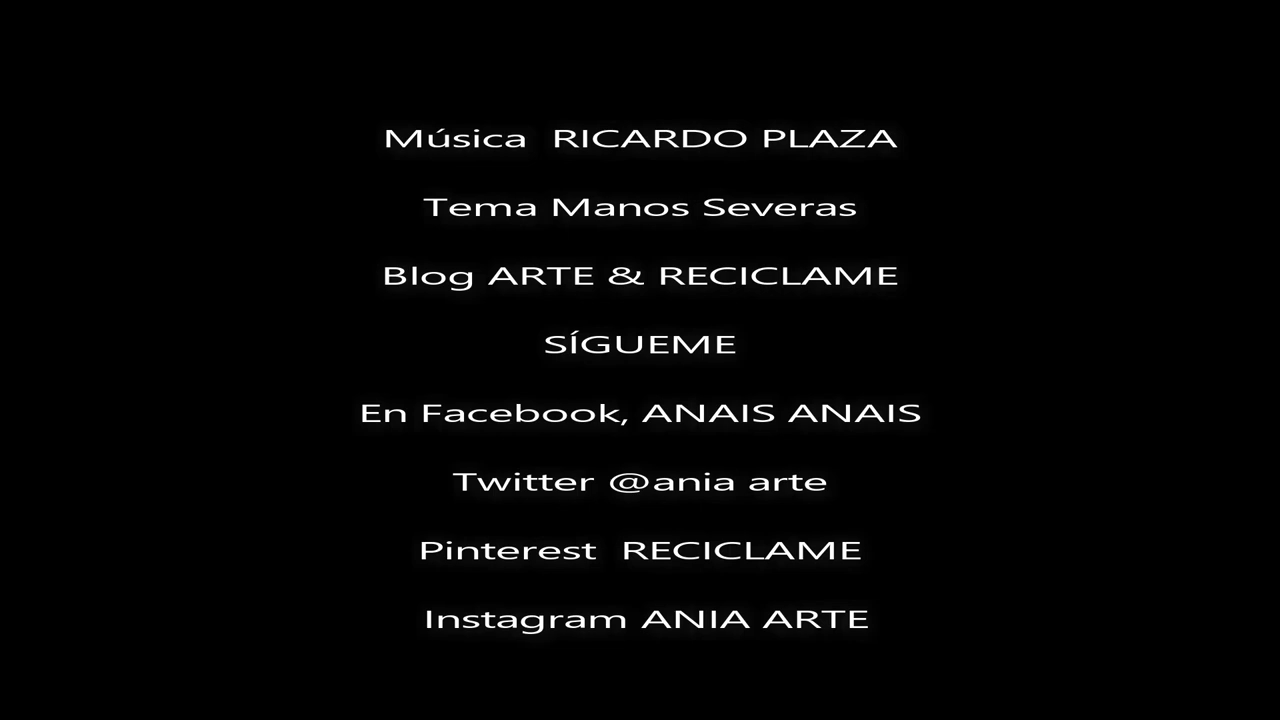 Música  RICARDO PLAZA
Tema Manos Severas
Blog ARTE & RECICLAME
SÍGUEME
En Facebook, ANAIS ANAIS
Twitter @ania arte
Pinterest  RECICLAME
Instagram ANIA ARTE